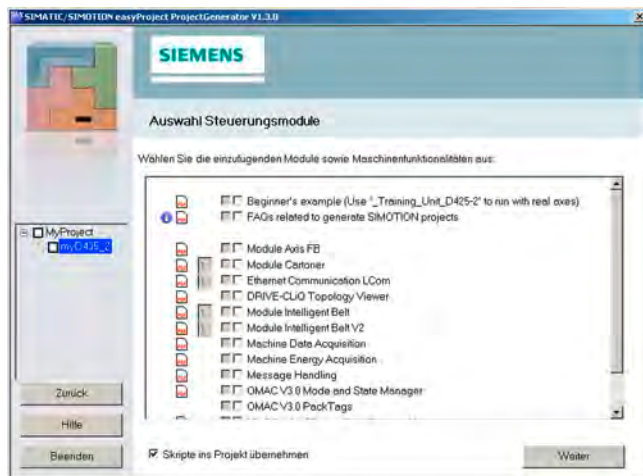 SIMATIC/SIMOTION easyProject ProjectGenerator V1.3.0
SIEMENS
Auswahl Steuerungsmodule
Wählen Sie die einzufügenden Module sowie Maschinenfunktionalitäten aus:
Beginner's example (Use '_Training_Unit_D425-2' to run with real axes)
FAQs related to generate SIMOTION projects
Module Axis FB
Module Cartoner
Ethernet Communication LCom
DRIVE-CLiQ Topology Viewer
Module Intelligent Belt
Module Intelligent Belt V2
Machine Data Acquisition
Machine Energy Acquisition
Message Handling
OMAC V3.0 Mode and State Manager
OMAC V3.0 PackTags
MyProject
myD435_2
Zurück
Hilfe
Beenden
Skripte ins Projekt übernehmen
Weiter